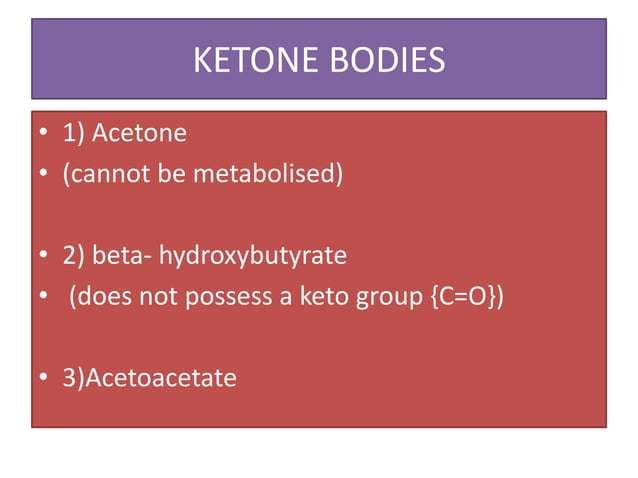 KETONE BODIES
• 1) Acetone
• (cannot be metabolised)
• 2) beta- hydroxybutyrate
• (does not possess a keto group {C=O})
• 3)Acetoacetate